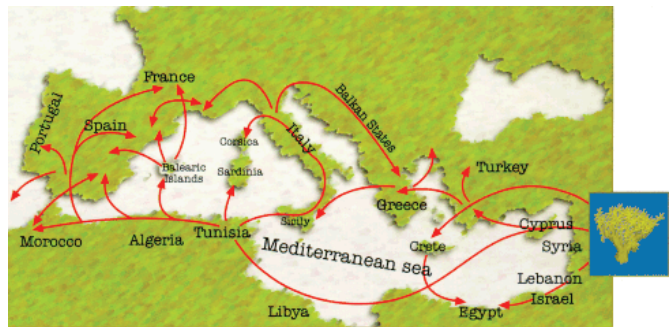 France
Balkan States
Portugal
Spain
Corsica
Italy
Balearic
Islands
Sardinia
Turkey
Greece
Sicily
Cyprus
Morocco
Algeria
Tunisia
Crete
Syria
Mediterranean sea
Lebanon
Israel
Libya
Egypt